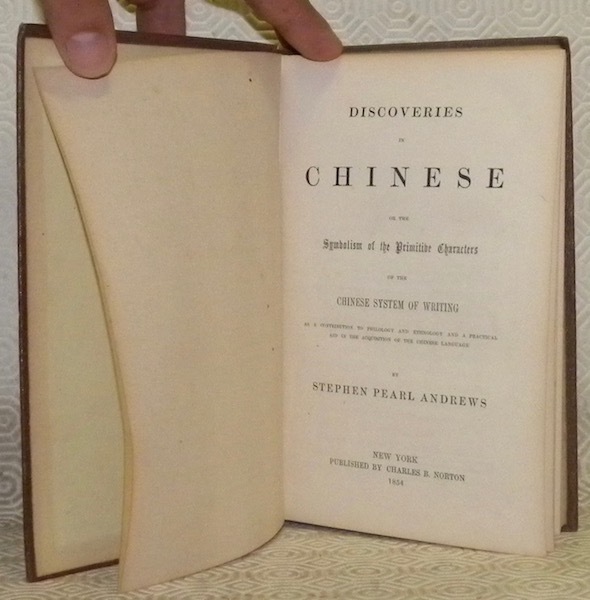 DISCOVERIES
IN
CHINESE
OR THE
Symbolism of the Primitive Characters
OF THE
CHINESE SYSTEM OF WRITING
AS A CONTRIBUTION TO PHILOLOGY AND ETHNOLOGY AND A PRACTICAL
AID IN THE ACQUISITION OF THE CHINESE LANGUAGE
BY
STEPHEN PEARL ANDREWS
NEW YORK
PUBLISHED BY CHARLES B. NORTON
1854